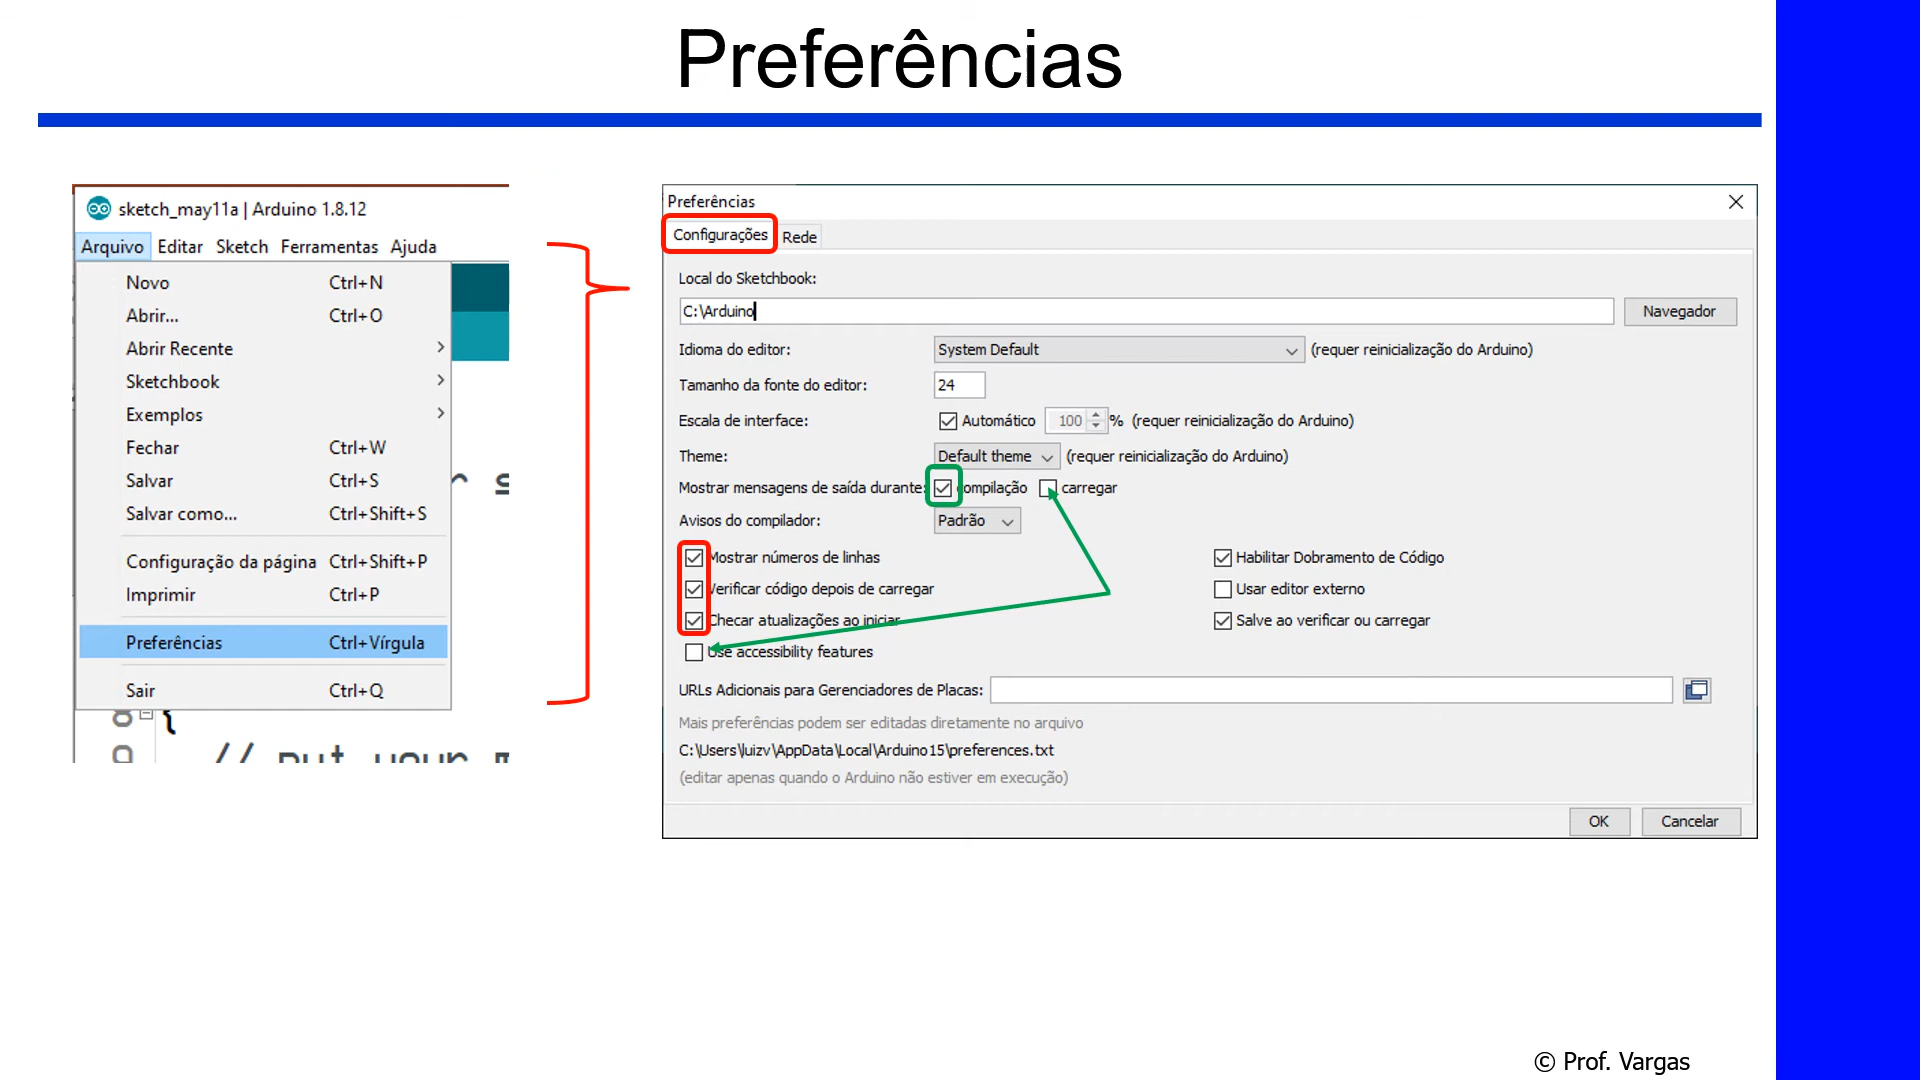 Preferências
sketch_may11a | Arduino 1.8.12
Arquivo Editar Sketch Ferramentas Ajuda
Novo Ctrl+N
Abrir... Ctrl+O
Abrir Recente
Sketchbook
Exemplos
Fechar Ctrl+W
Salvar Ctrl+S
Salvar como... Ctrl+Shift+S
Configuração da página Ctrl+Shift+P
Imprimir Ctrl+P
Preferências Ctrl+Vírgula
Sair Ctrl+Q
8 {
9 // put your m
Preferências
Configurações Rede
Local do Sketchbook:
C:\Arduino Navegador
Idioma do editor: System Default (requer reinicialização do Arduino)
Tamanho da fonte do editor: 24
Escala de interface: Automático 100 % (requer reinicialização do Arduino)
Theme: Default theme (requer reinicialização do Arduino)
Mostrar mensagens de saída durante: compilação carregar
Avisos do compilador: Padrão
Mostrar números de linhas Habilitar Dobramento de Código
Verificar código depois de carregar Usar editor externo
Checar atualizações ao iniciar Salve ao verificar ou carregar
Use accessibility features
URLs Adicionais para Gerenciadores de Placas:
Mais preferências podem ser editadas diretamente no arquivo
C:\Users\luizv\AppData\Local\Arduino15\preferences.txt
(editar apenas quando o Arduino não estiver em execução)
OK Cancelar
© Prof. Vargas